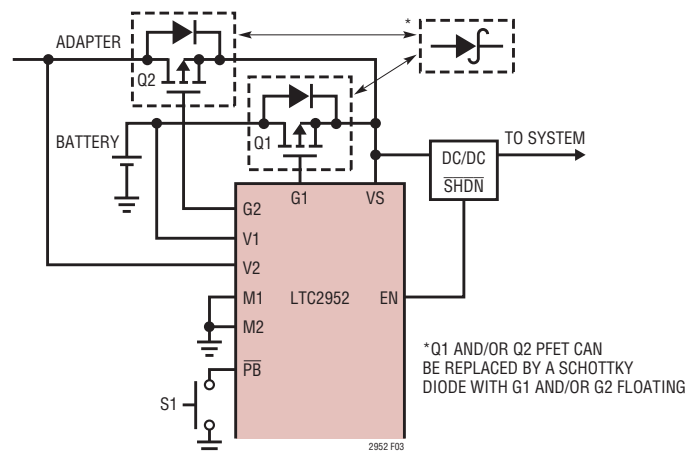 *
ADAPTER
Q2
BATTERY
Q1
TO SYSTEM
DC/DC
SHDN
G1
VS
G2
V1
V2
M1
LTC2952
EN
M2
PB
S1
*Q1 AND/OR Q2 PFET CAN
BE REPLACED BY A SCHOTTKY
DIODE WITH G1 AND/OR G2 FLOATING
2952 F03